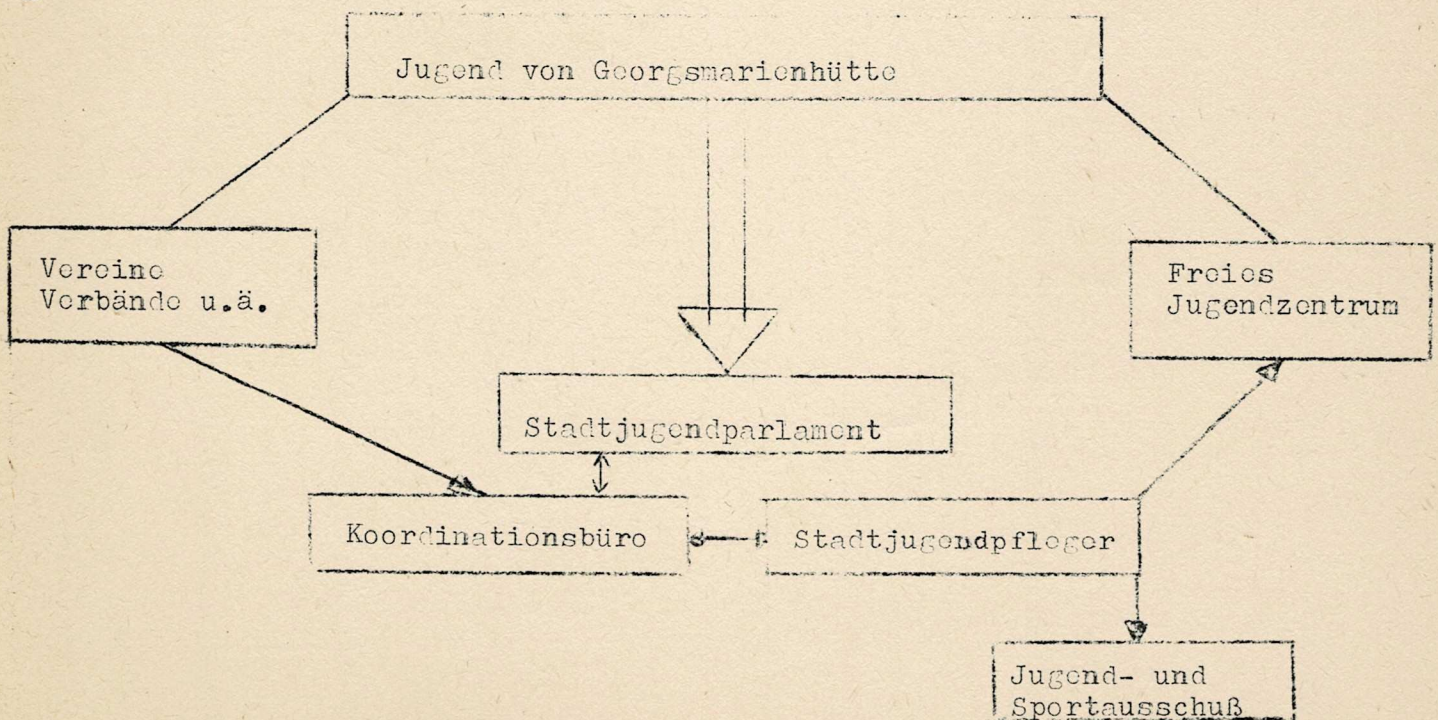 Jugend von Georgsmarienhütte
Vereine
Verbände u.ä.
Freies
Jugendzentrum
Stadtjugendparlament
Koordinationsbüro
Stadtjugendpfleger
Jugend- und
Sportausschuß